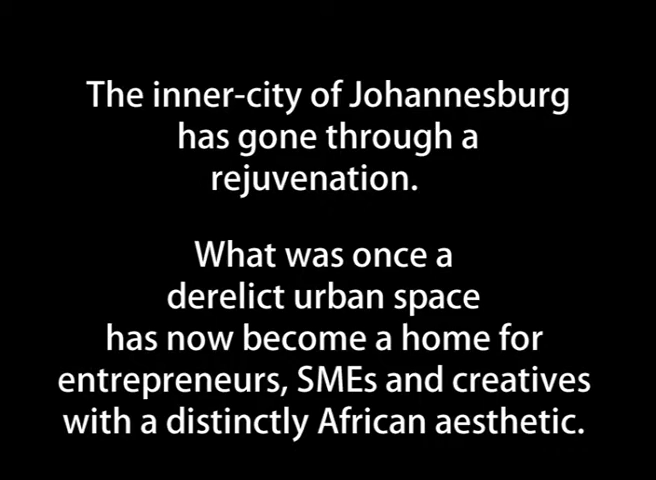 The inner-city of Johannesburg
has gone through a
rejuvenation.
What was once a
derelict urban space
has now become a home for
entrepreneurs, SMEs and creatives
with a distinctly African aesthetic.